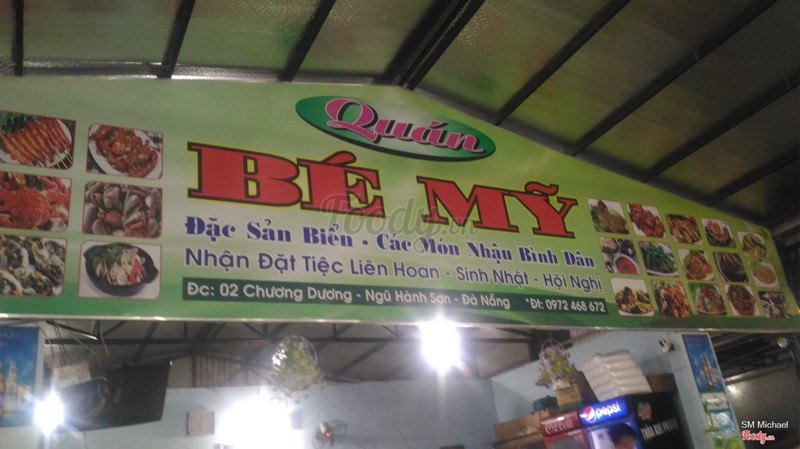 Quán
BÉ MỸ
Đặc Sản Biển - Các Món Nhậu Bình Dân
Nhận Đặt Tiệc Liên Hoan - Sinh Nhật - Hội Nghị
Đc: 02 Chương Dương - Ngũ Hành Sơn - Đà Nẵng *Đt: 0972 468 672
Foody.vn
Coca-Cola
pepsi
SM Michael
Foody.vn